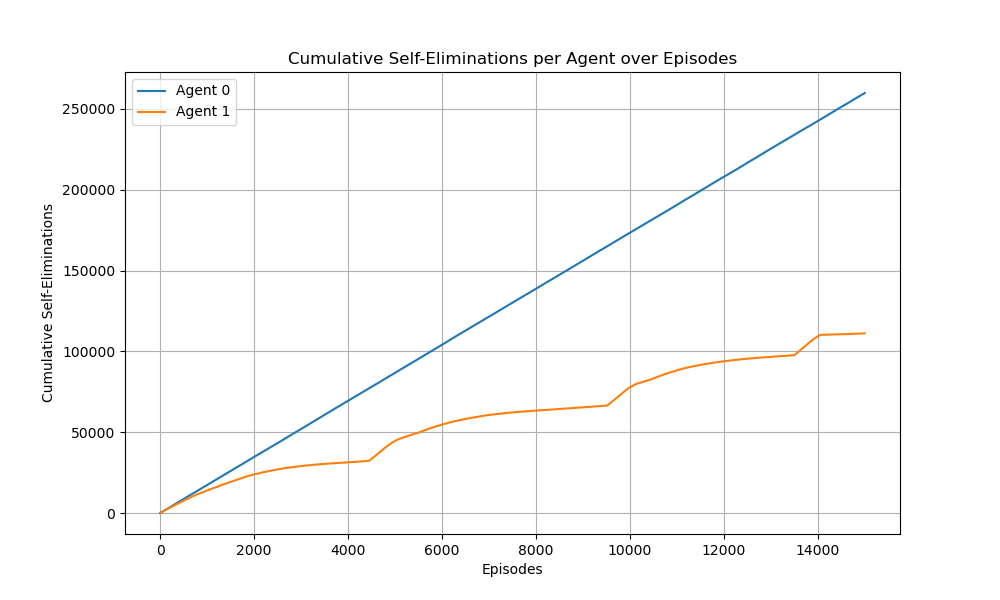 Cumulative Self-Eliminations per Agent over Episodes
Agent 0
Agent 1
250000
200000
150000
100000
50000
0
Cumulative Self-Eliminations
0 2000 4000 6000 8000 10000 12000 14000
Episodes